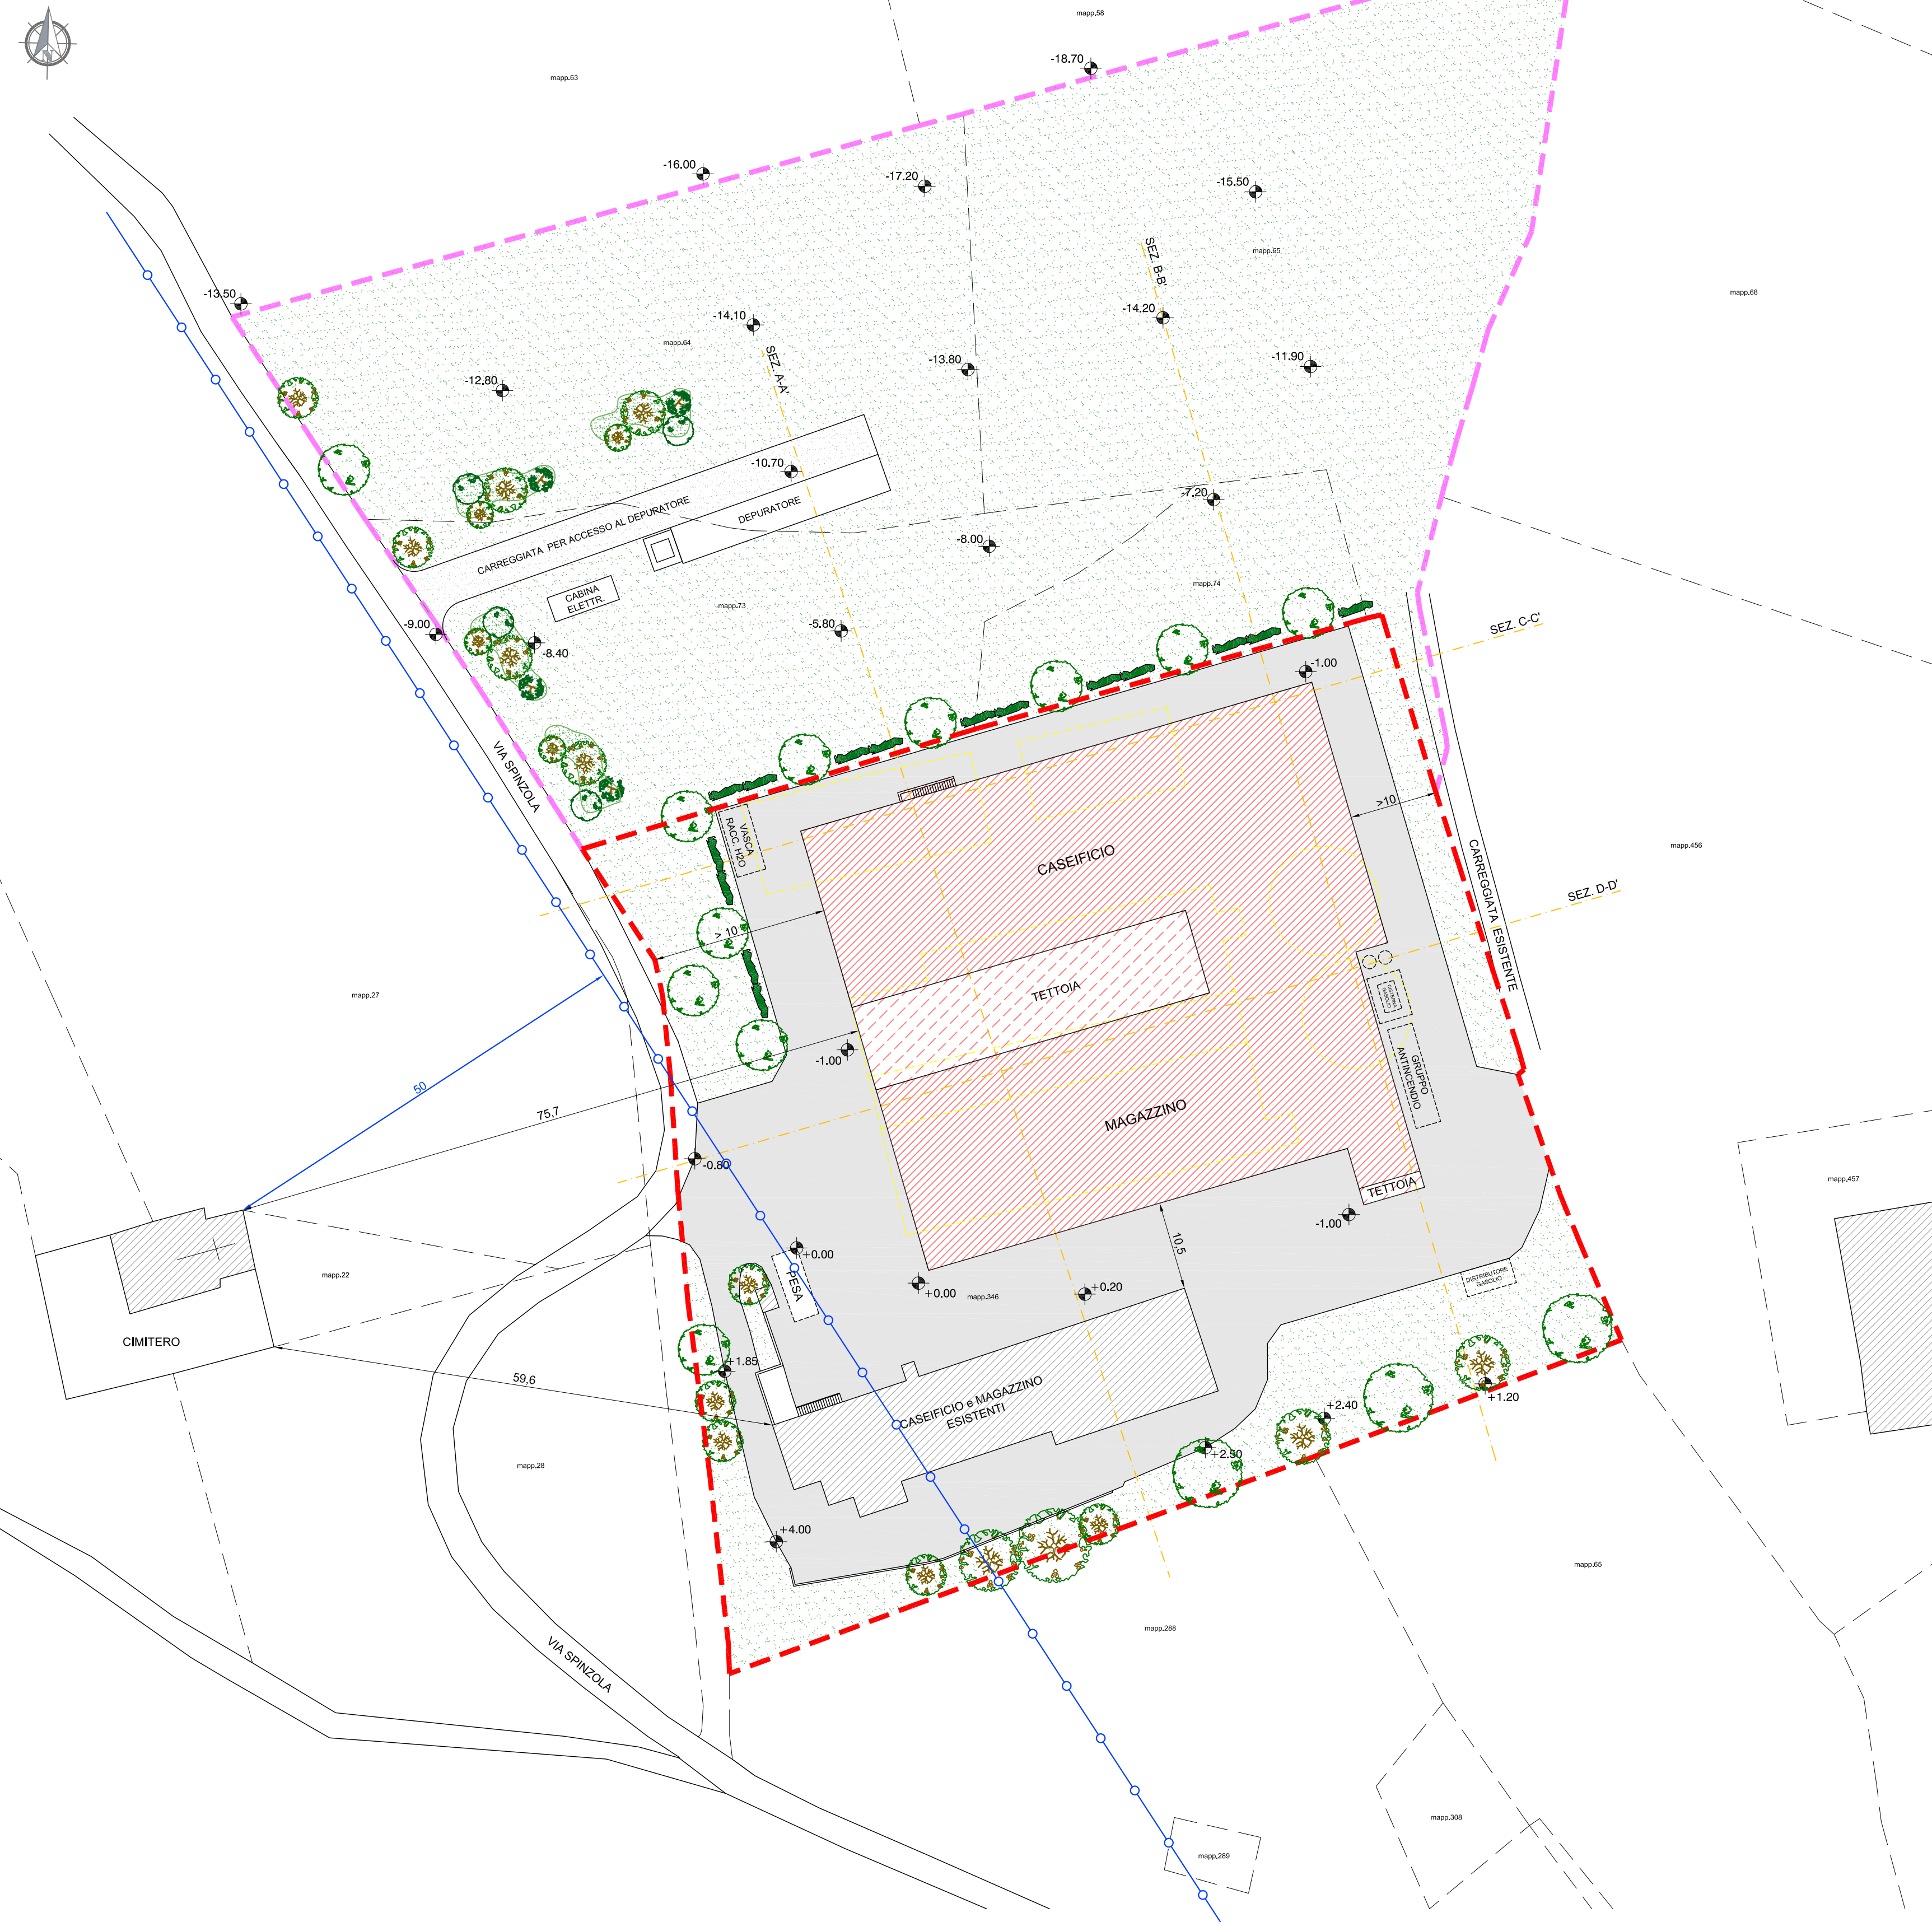 N
mapp.58
mapp.63
-18.70
-16.00
-17.20
-15.50
SEZ. B-B'
mapp.65
mapp.68
-13.50
-14.10
-14.20
mapp.64
SEZ. A-A'
-13.80
-11.90
-12.80
-10.70
CARREGGIATA PER ACCESSO AL DEPURATORE
DEPURATORE
-7.20
-8.00
CABINA
ELETTR.
mapp.73
mapp.74
-9.00
-8.40
-5.80
SEZ. C-C'
-1.00
VIA SPINZOLA
VASCA
RACC. H2O
>10
CASEIFICIO
CARREGGIATA ESISTENTE
mapp.456
SEZ. D-D'
> 10
mapp.27
TETTOIA
CISTERNA
GASOLIO
-1.00
GRUPPO
ANTINCENDIO
50
75,7
MAGAZZINO
-0.80
TETTOIA
mapp.457
-1.00
10,5
+0.00
PESA
+0.00
mapp.346
+0.20
DISTRIBUTORE
GASOLIO
mapp.22
CIMITERO
+1.85
59,6
CASEIFICIO e MAGAZZINO
ESISTENTI
+1.20
+2.40
+2.50
mapp.28
+4.00
mapp.65
mapp.288
VIA SPINZOLA
mapp.308
mapp.289